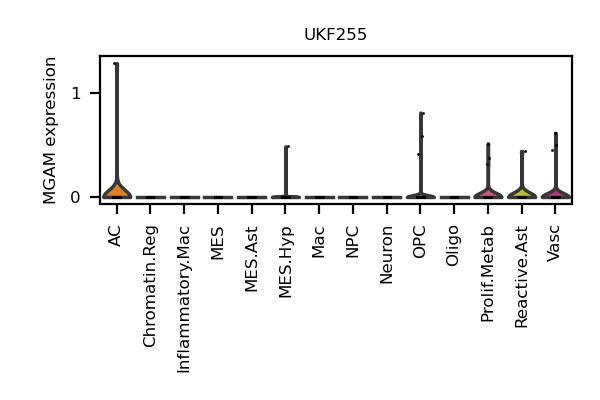 UKF255
MGAM expression
1
0
AC
Chromatin.Reg
Inflammatory.Mac
MES
MES.Ast
MES.Hyp
Mac
NPC
Neuron
OPC
Oligo
Prolif.Metab
Reactive.Ast
Vasc